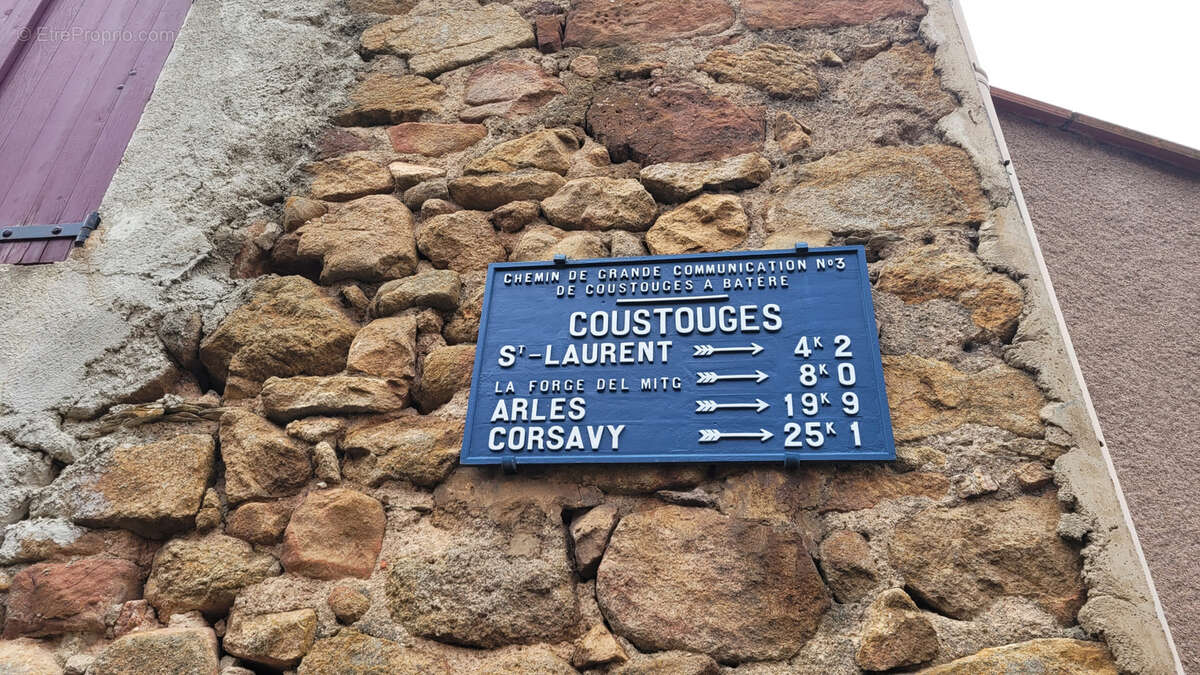 © EtreProprio.com
CHEMIN DE GRANDE COMMUNICATION Nº3
DE COUSTOUGES A BATÈRE
COUSTOUGES
Sᵀ-LAURENT 4ᴷ 2
LA FORGE DEL MITG 8ᴷ 0
ARLES 19ᴷ 9
CORSAVY 25ᴷ 1